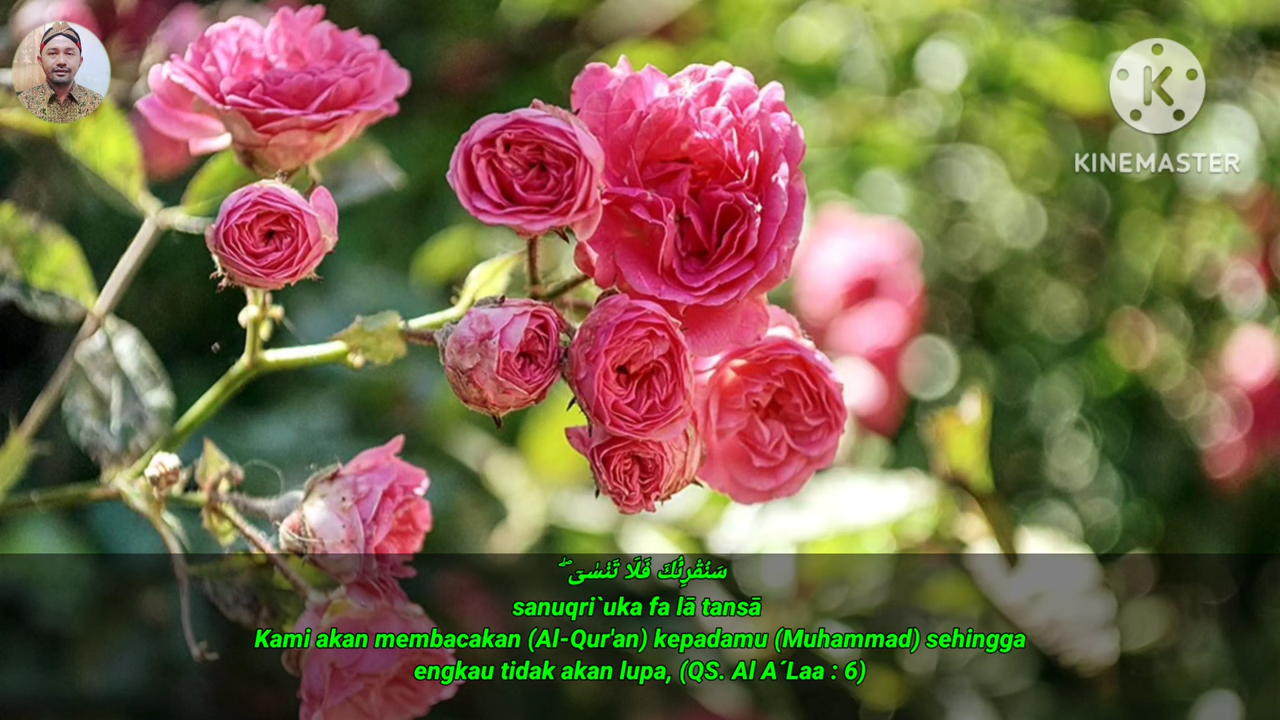 KINEMASTER
سَنُقْرِئُكَ فَلَا تَنْسٰىٓ ۖ
sanuqri`uka fa lā tansā
Kami akan membacakan (Al-Qur'an) kepadamu (Muhammad) sehingga
engkau tidak akan lupa, (QS. Al A´Laa : 6)